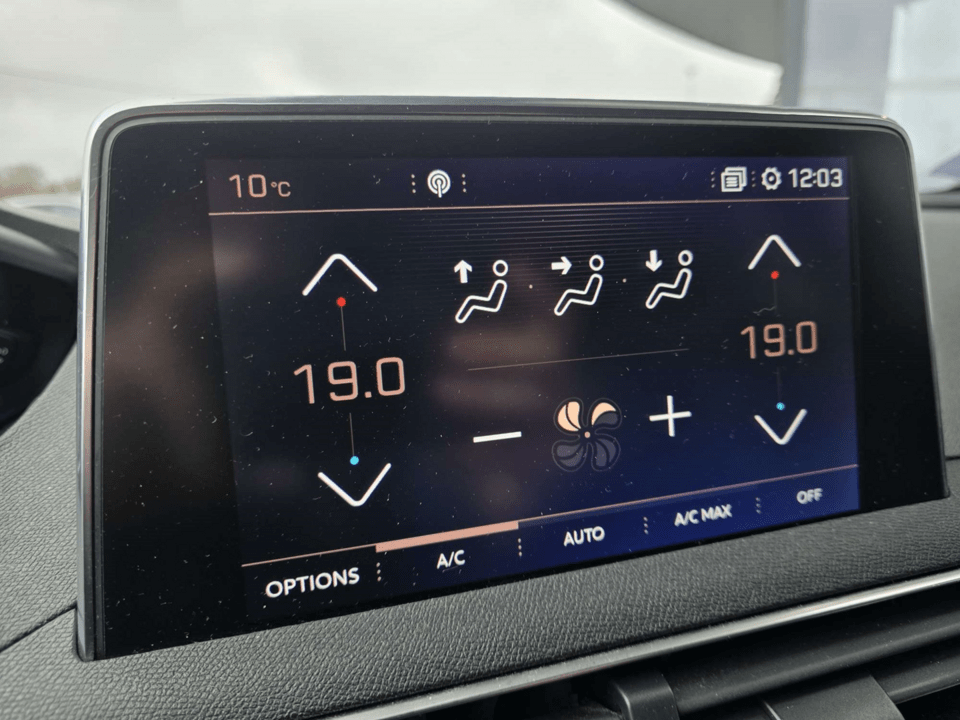 10°C 12:03
19.0 19.0
OPTIONS A/C AUTO A/C MAX OFF